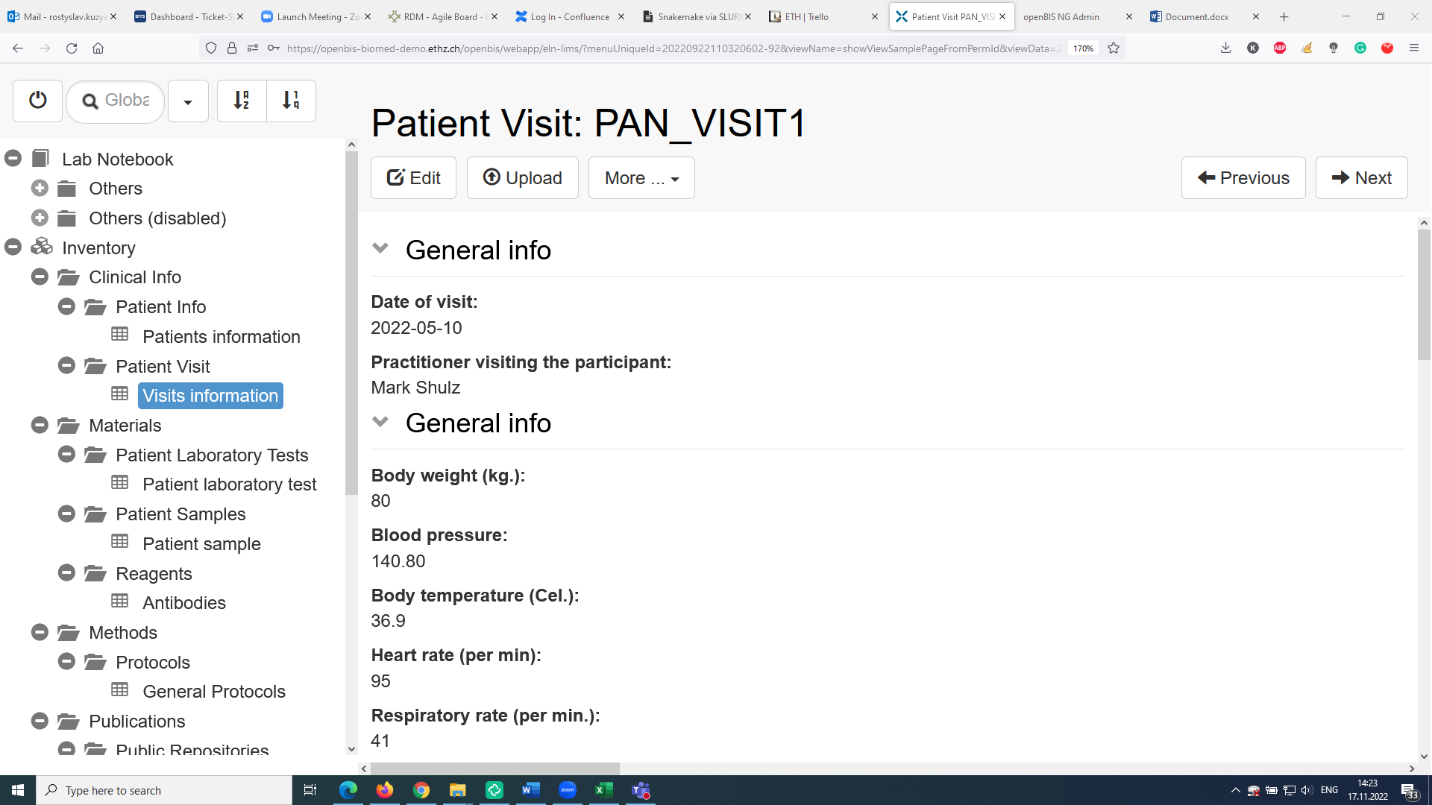 Mail - rostyslav.kuzya
Dashboard - Ticket-S
Launch Meeting - Zo
RDM - Agile Board -
Log In - Confluence
Snakemake via SLURM
ETH | Trello
Patient Visit PAN_VISI
openBIS NG Admin
Document.docx
https://openbis-biomed-demo.ethz.ch/openbis/webapp/eln-lims/?menuUniqueId=20220922110320602-92&viewName=showViewSamplePageFromPermId&viewData=2
170%
Globa
Patient Visit: PAN_VISIT1
Edit
Upload
More ...
Previous
Next
Lab Notebook
Others
Others (disabled)
Inventory
Clinical Info
Patient Info
Patients information
Patient Visit
Visits information
Materials
Patient Laboratory Tests
Patient laboratory test
Patient Samples
Patient sample
Reagents
Antibodies
Methods
Protocols
General Protocols
Publications
Public Repositories
General info
Date of visit:
2022-05-10
Practitioner visiting the participant:
Mark Shulz
General info
Body weight (kg.):
80
Blood pressure:
140.80
Body temperature (Cel.):
36.9
Heart rate (per min):
95
Respiratory rate (per min.):
41
Type here to search
ENG
14:23
17.11.2022
33